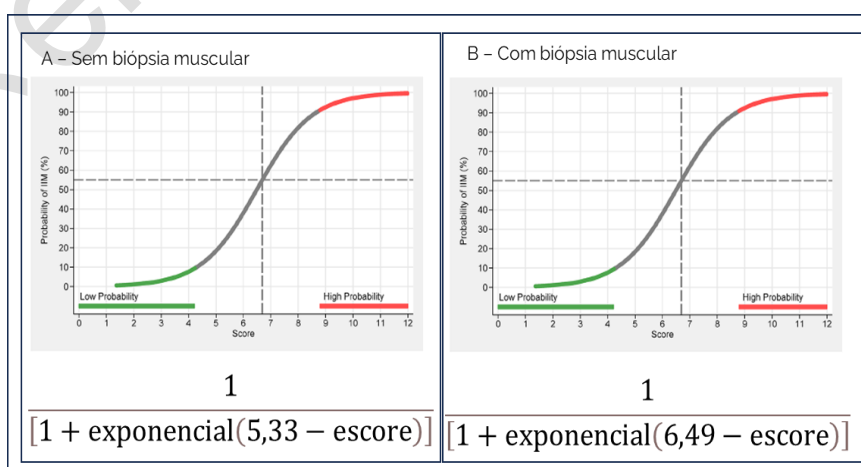 A – Sem biópsia muscular
100
90
80
70
60
50
40
30
20
10
0
Probability of IIM (%)
Low Probability
High Probability
0 1 2 3 4 5 6 7 8 9 10 11 12
Score
1
[1 + exponencial(5,33 − escore)]
B – Com biópsia muscular
100
90
80
70
60
50
40
30
20
10
0
Probability of IIM (%)
Low Probability
High Probability
0 1 2 3 4 5 6 7 8 9 10 11 12
Score
1
[1 + exponencial(6,49 − escore)]